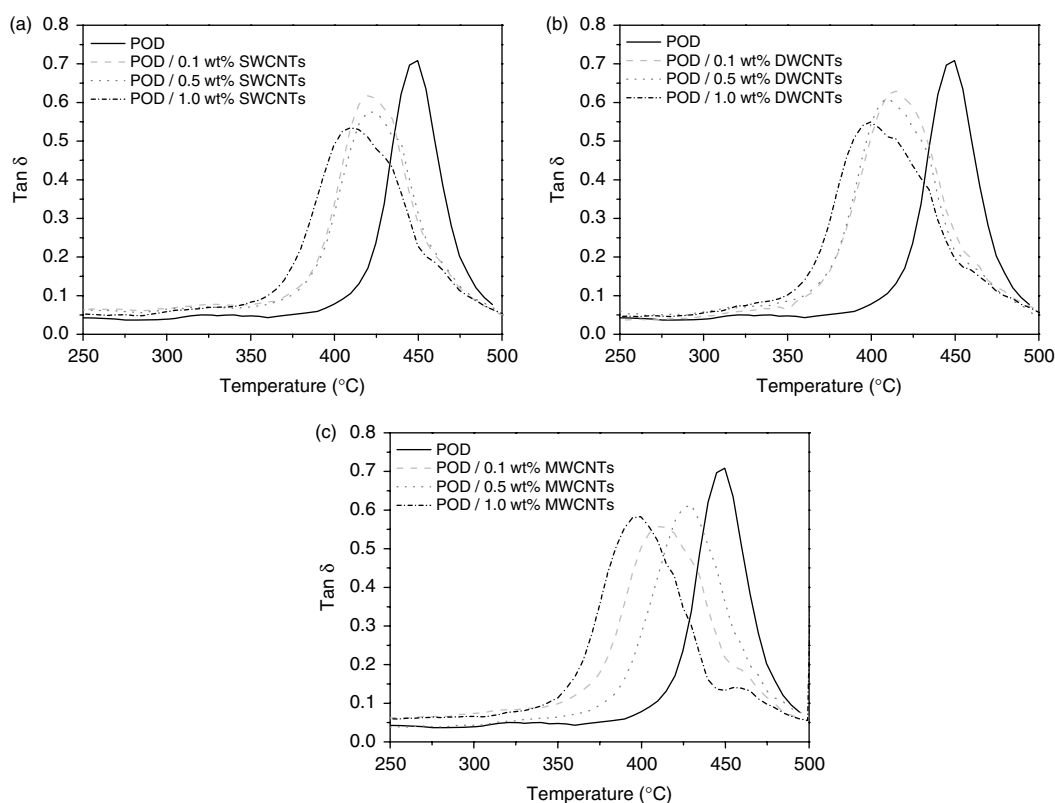 (a)
0.8
0.7
0.6
0.5
0.4
0.3
0.2
0.1
0.0
Tan δ
POD
POD / 0.1 wt% SWCNTs
POD / 0.5 wt% SWCNTs
POD / 1.0 wt% SWCNTs
250 300 350 400 450 500
Temperature (°C)
(b)
0.8
0.7
0.6
0.5
0.4
0.3
0.2
0.1
0.0
Tan δ
POD
POD / 0.1 wt% DWCNTs
POD / 0.5 wt% DWCNTs
POD / 1.0 wt% DWCNTs
250 300 350 400 450 500
Temperature (°C)
(c)
0.8
0.7
0.6
0.5
0.4
0.3
0.2
0.1
0.0
Tan δ
POD
POD / 0.1 wt% MWCNTs
POD / 0.5 wt% MWCNTs
POD / 1.0 wt% MWCNTs
250 300 350 400 450 500
Temperature (°C)